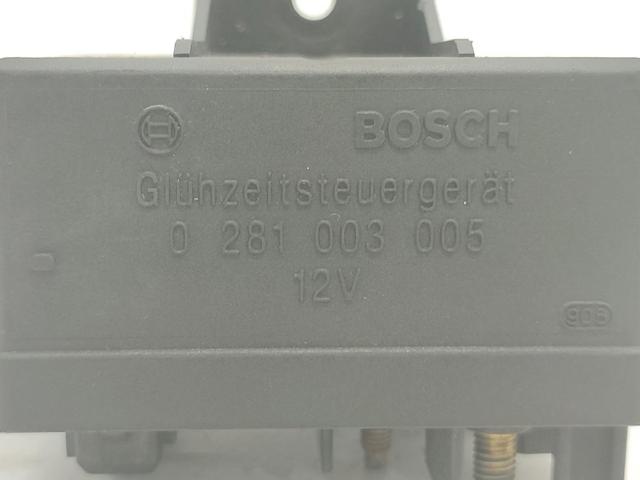 BOSCH
Glühzeitsteuergerät
0 281 003 005
12V
906